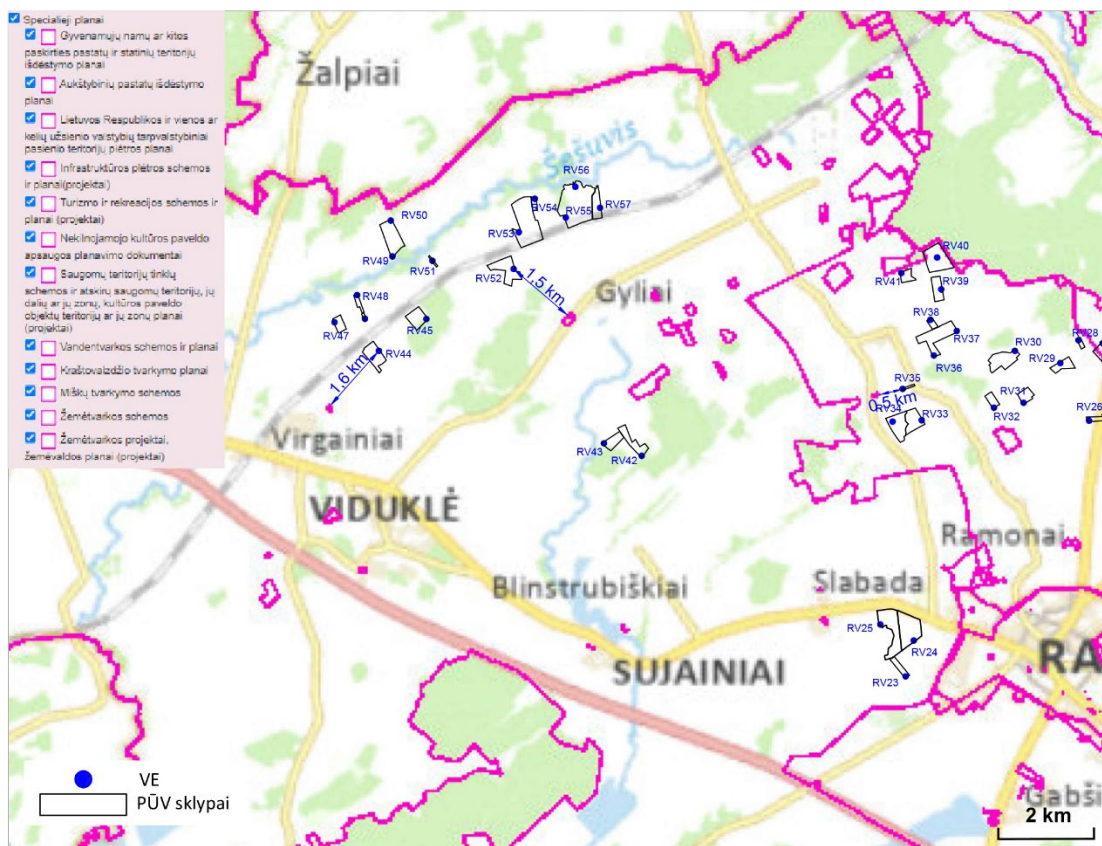 Specialieji planai
Gyvenamųjų namų ar kitos
paskirties pastatų ir statinių teritorijų
išdėstymo planai
Aukštybinių pastatų išdėstymo
planai
Lietuvos Respublikos ir vienos ar
kelių užsienio valstybių tarpvalstybiniai
pasienio teritorijų plėtros planai
Infrastruktūros plėtros schemos
ir planai(projektai)
Turizmo ir rekreacijos schemos ir
planai (projektai)
Nekilnojamojo kultūros paveldo
apsaugos planavimo dokumentai
Saugomų teritorijų tinklų
schemos ir atskirų saugomų teritorijų, jų
dalių ar jų zonų, kultūros paveldo
objektų teritorijų ar jų zonų planai
(projektai)
Vandentvarkos schemos ir planai
Kraštovaizdžio tvarkymo planai
Miškų tvarkymo schemos
Žemėtvarkos schemos
Žemėtvarkos projektai,
žemėvaldos planai (projektai)
Žalpiai
Šešuvis
RV56
RV54
RV55
RV57
RV50
RV53
RV49
RV51
RV52
RV40
RV41
RV39
1.5 km
Gyliai
RV48
RV47
RV45
RV38
RV37
RV28
RV44
RV36
RV30
RV29
1.6 km
RV35
0.5 km
RV31
RV32
RV34
RV33
RV26
Virgainiai
RV43
RV42
VIDUKLĖ
Ramonai
Blinstrubiškiai
Slabada
RV25
RV24
RA
SUJAINIAI
RV23
VE
PŪV sklypai
Gabši
2 km